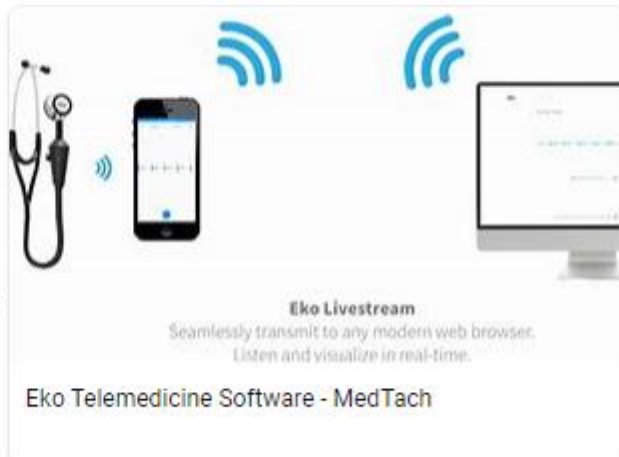 Eko Livestream
Seamlessly transmit to any modern web browser.
Listen and visualize in real-time.
Eko Telemedicine Software - MedTach